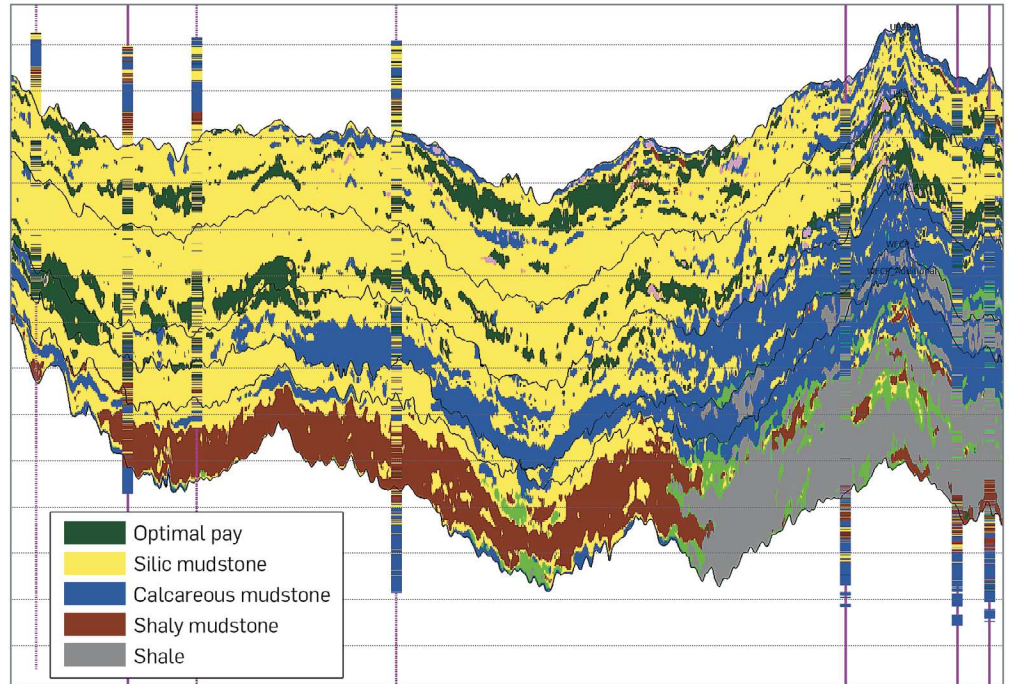 Optimal pay
Silic mudstone
Calcareous mudstone
Shaly mudstone
Shale